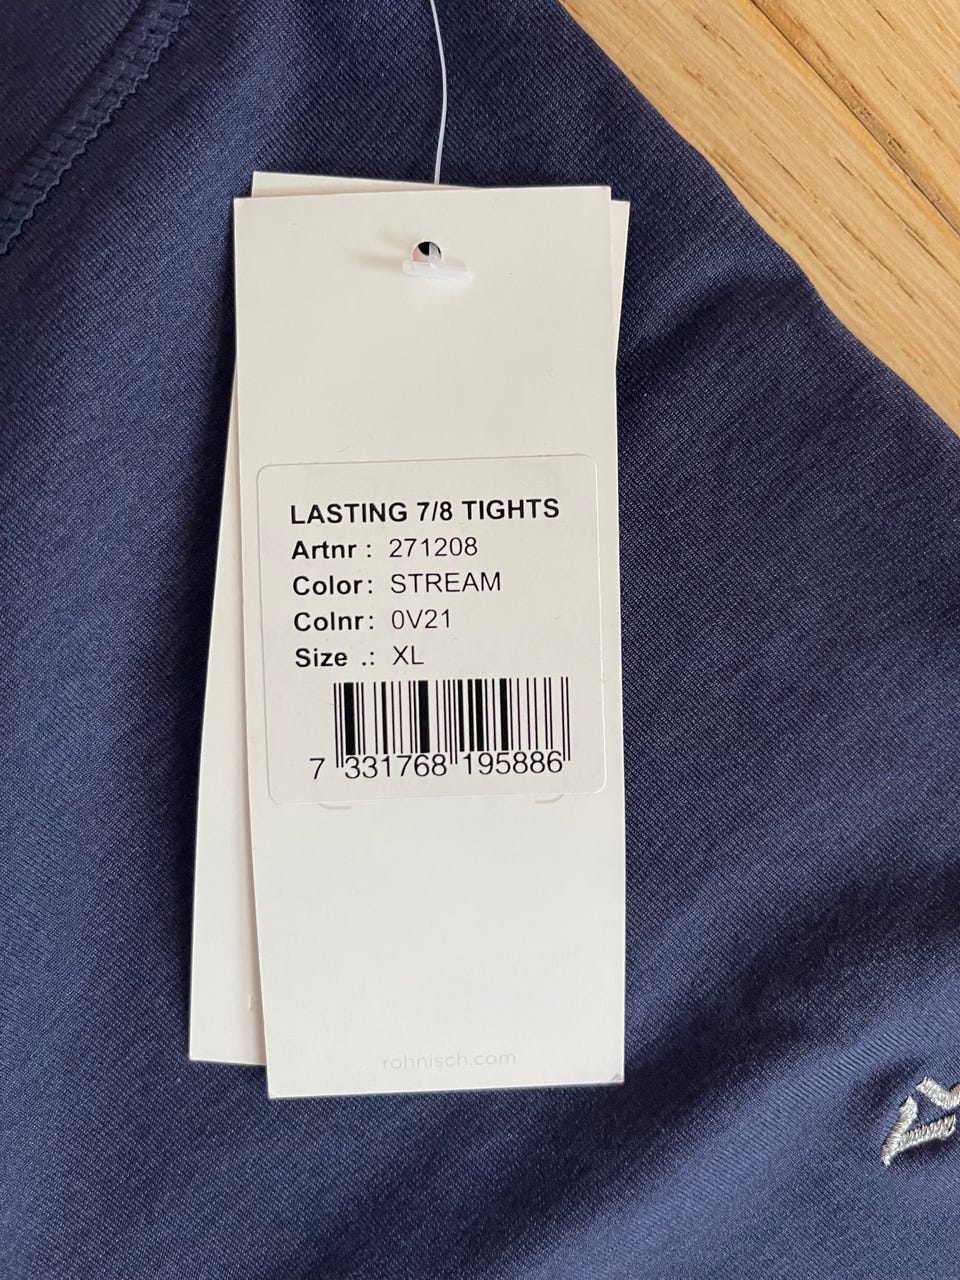 LASTING 7/8 TIGHTS
Artnr : 271208
Color: STREAM
Colnr: 0V21
Size .: XL
7 331768 195886
rohnisch.com